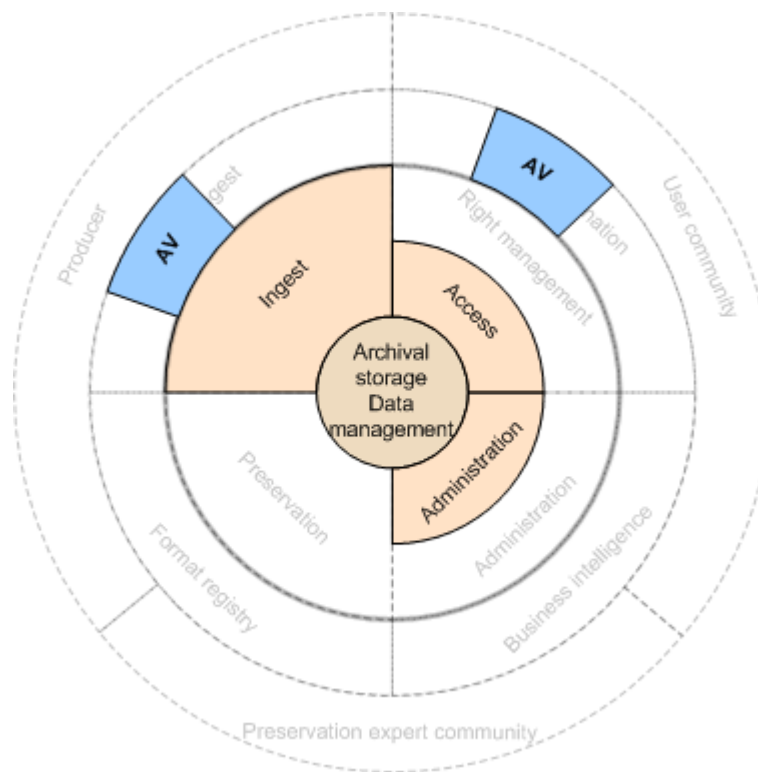 AV
gest
AV
nation
User community
Producer
Right management
Ingest
Access
Archival
storage
Data
management
Administration
Preservation
Administration
Format registry
Business intelligence
Preservation expert community